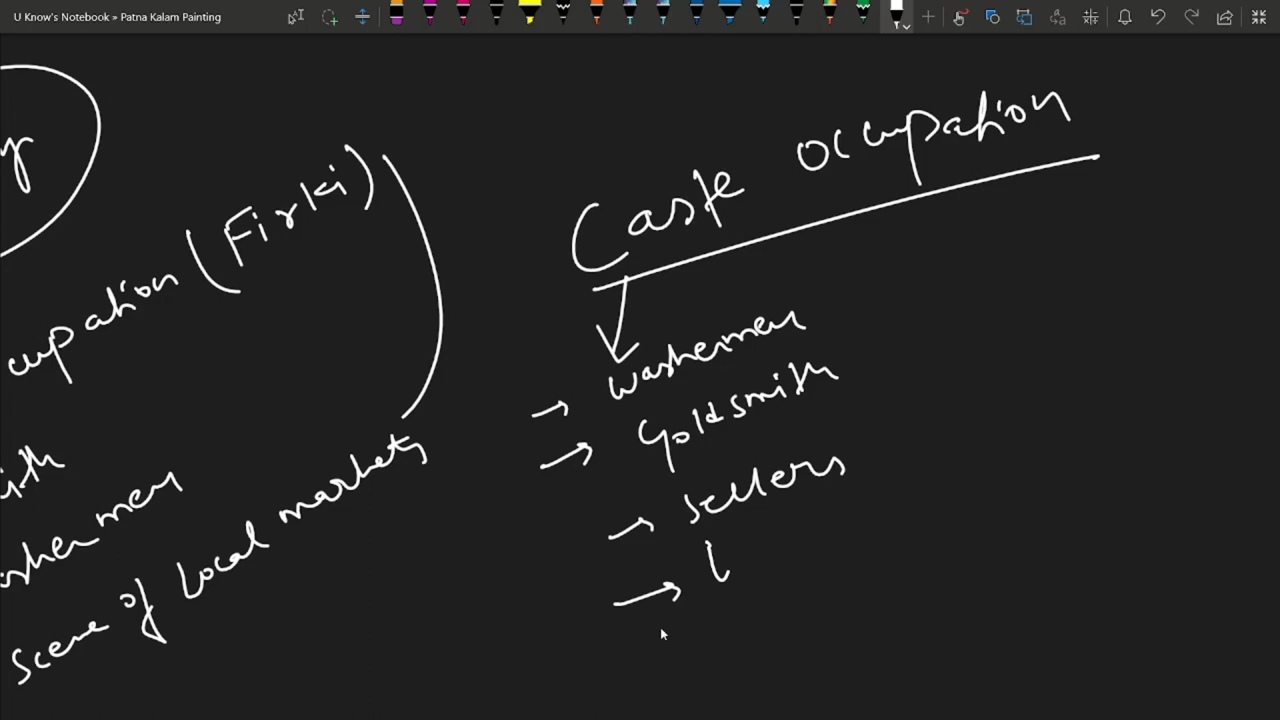 U Know's Notebook » Patna Kalam Painting
y
cupation (Firki)
ith
shermen
Scene of Local markets
Caste occupation
→ washermen
→ Goldsmith
→ Sellers
→ L